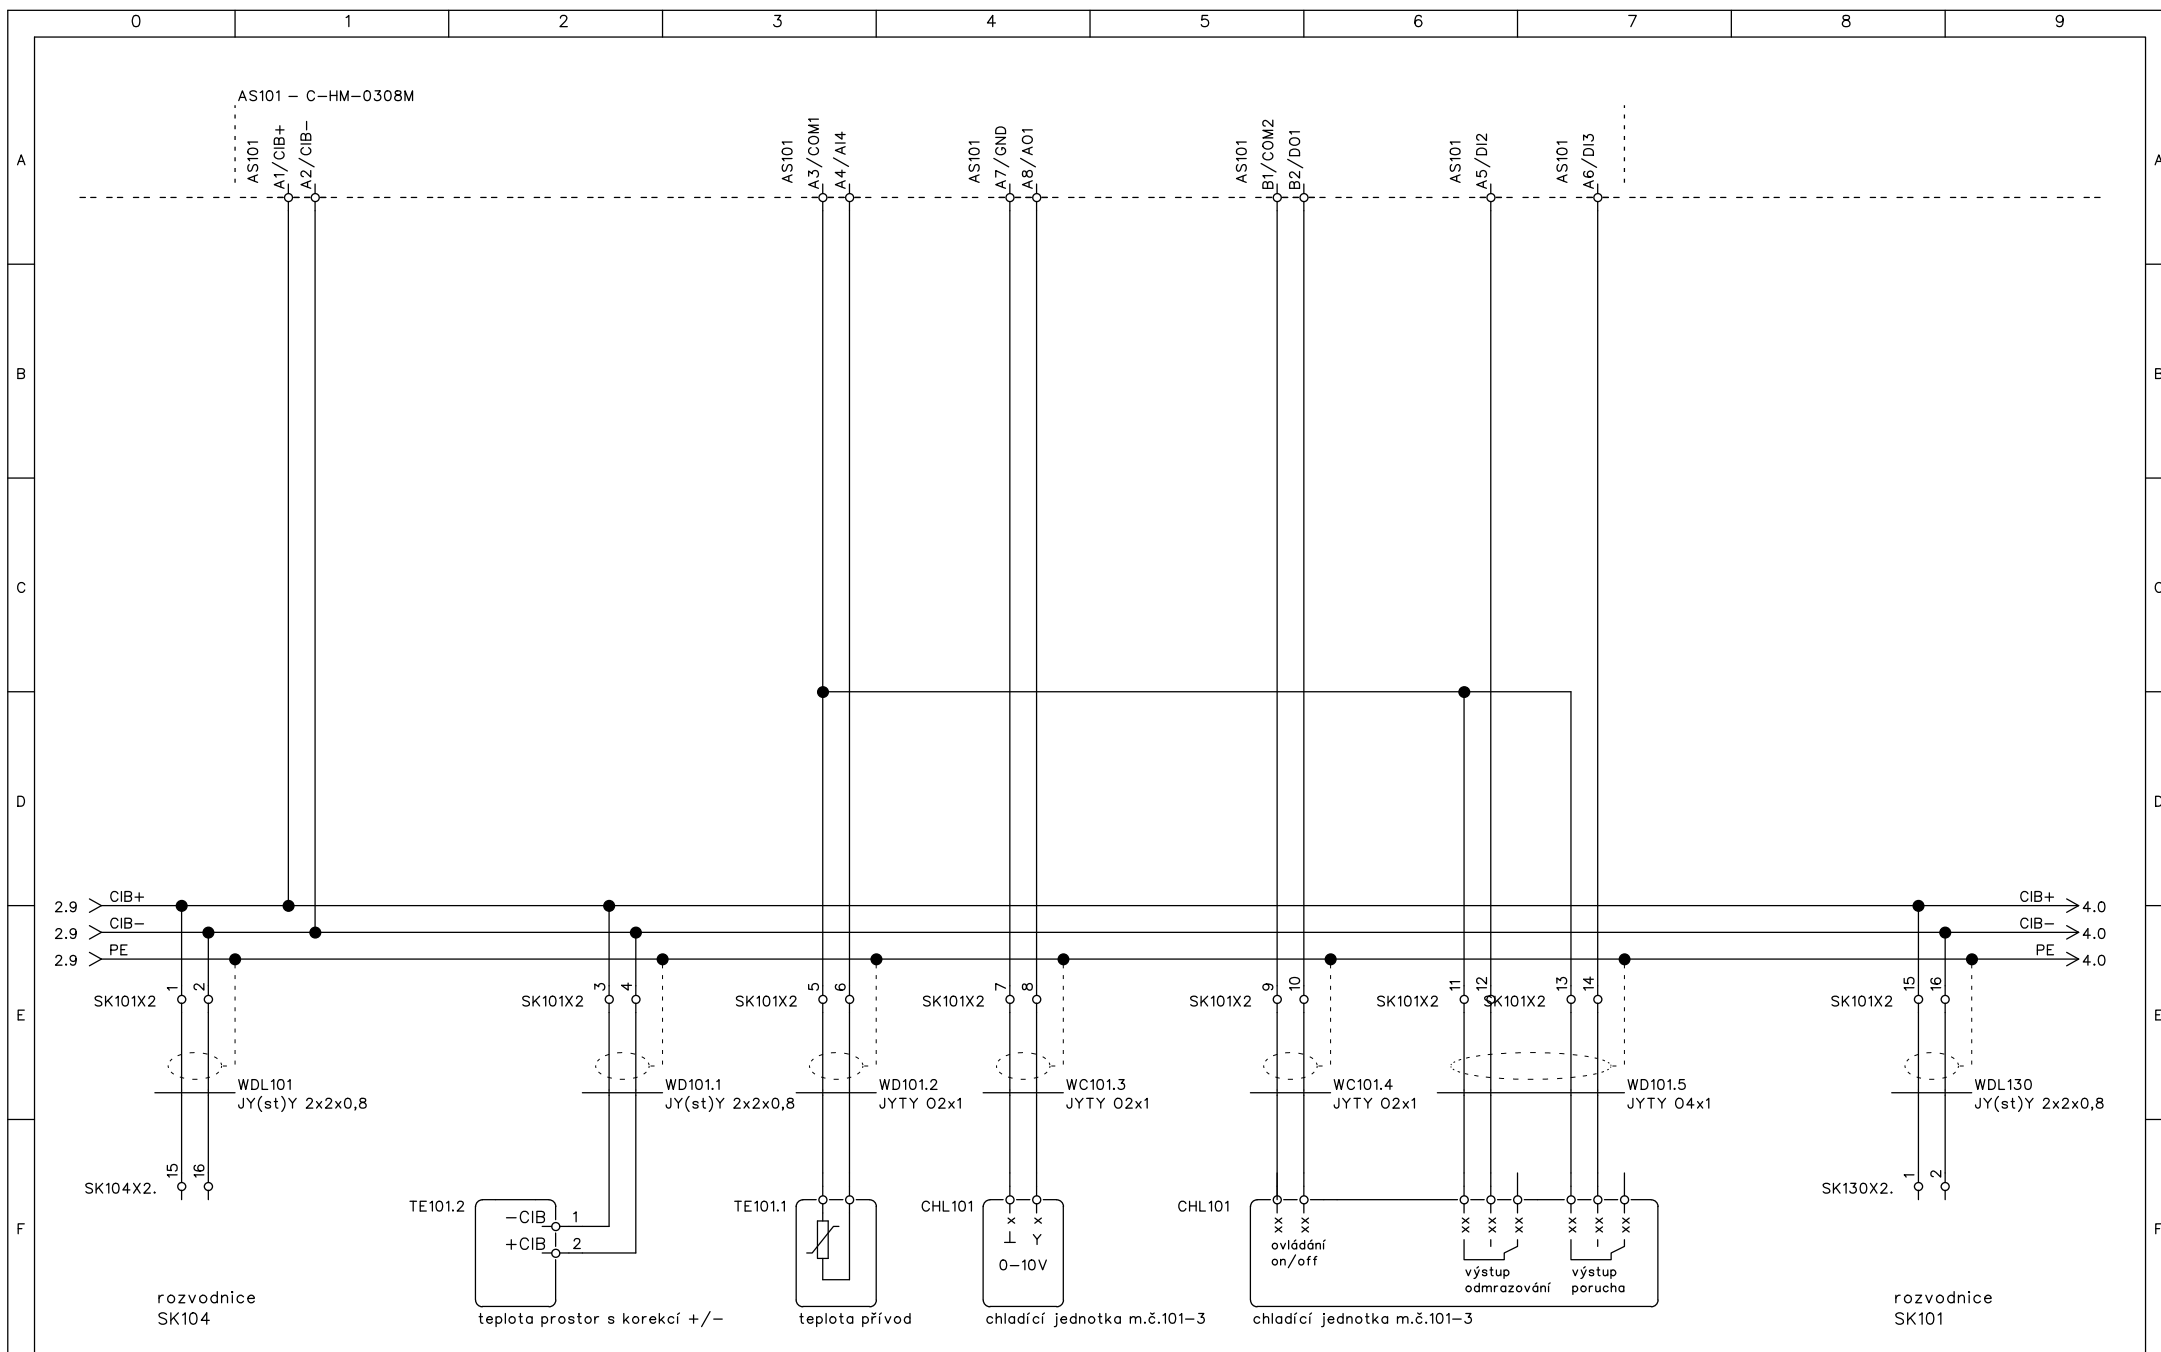 0 1 2 3 4 5 6 7 8 9
AS101 - C-HM-0308M
A A
AS101
A1/CIB+
A2/CIB-
AS101
A3/COM1
A4/AI4
AS101
A7/GND
A8/AO1
AS101
B1/COM2
B2/DO1
AS101
A5/DI2
AS101
A6/DI3
B B
C C
D D
2.9 CIB+ CIB+ 4.0
2.9 CIB- CIB- 4.0
2.9 PE PE 4.0
E E
SK101X2 1 2
SK101X2 3 4
SK101X2 5 6
SK101X2 7 8
SK101X2 9 10
SK101X2 11 12
SK101X2 13 14
SK101X2 15 16
WDL101
JY(st)Y 2x2x0,8
WD101.1
JY(st)Y 2x2x0,8
WD101.2
JYTY O2x1
WC101.3
JYTY O2x1
WC101.4
JYTY O2x1
WD101.5
JYTY O4x1
WDL130
JY(st)Y 2x2x0,8
F F
SK104X2. 15 16
rozvodnice
SK104
TE101.2
-CIB 1
+CIB 2
teplota prostor s korekcí +/-
TE101.1
teplota přívod
CHL101
x x
⊥ Y
0-10V
chladící jednotka m.č.101-3
CHL101
xx xx xx xx xx xx xx xx
ovládání
on/off
výstup
odmrazování
výstup
porucha
chladící jednotka m.č.101-3
SK130X2. 1 2
rozvodnice
SK101